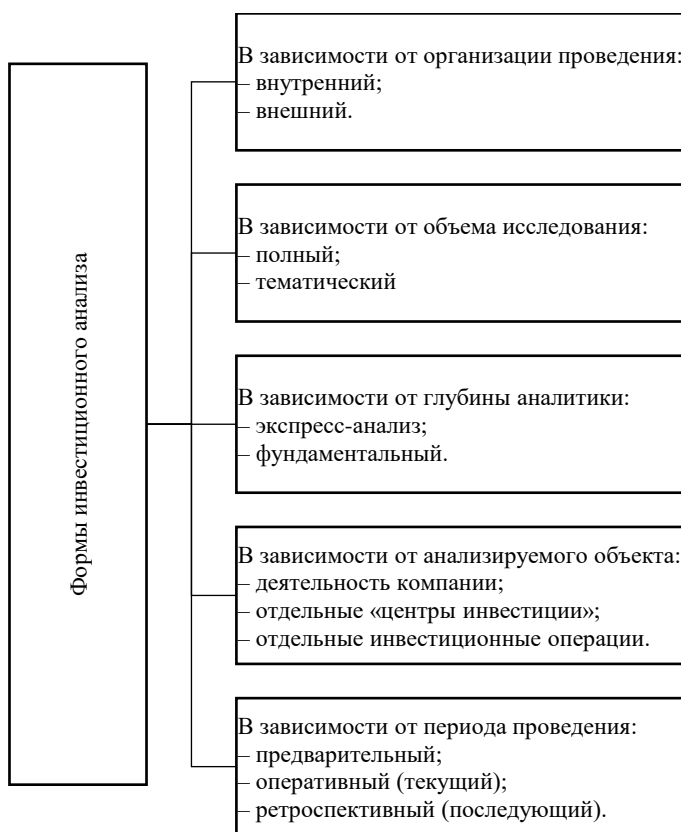 Формы инвестиционного анализа
В зависимости от организации проведения:
– внутренний;
– внешний.
В зависимости от объема исследования:
– полный;
– тематический
В зависимости от глубины аналитики:
– экспресс-анализ;
– фундаментальный.
В зависимости от анализируемого объекта:
– деятельность компании;
– отдельные «центры инвестиции»;
– отдельные инвестиционные операции.
В зависимости от периода проведения:
– предварительный;
– оперативный (текущий);
– ретроспективный (последующий).